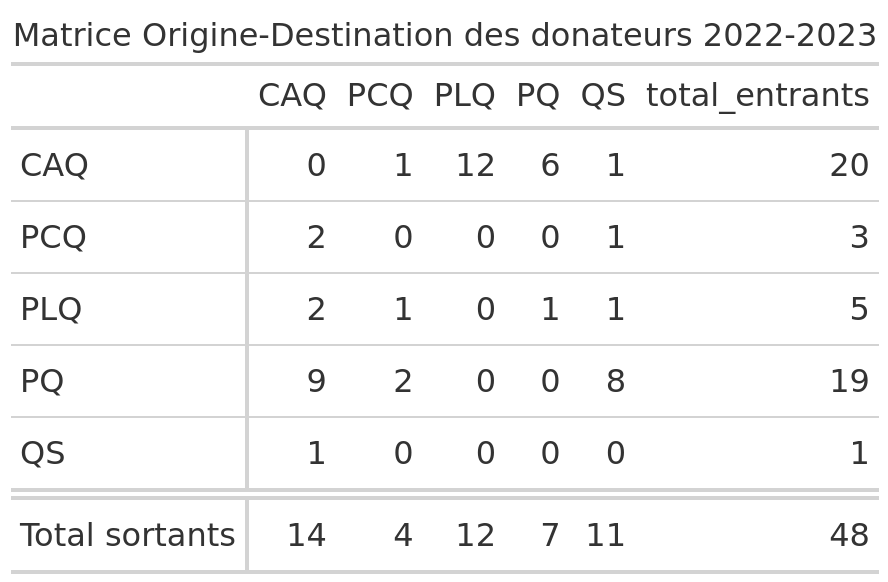 Matrice Origine-Destination des donateurs 2022-2023
CAQ PCQ PLQ PQ QS total_entrants
CAQ 0 1 12 6 1 20
PCQ 2 0 0 0 1 3
PLQ 2 1 0 1 1 5
PQ 9 2 0 0 8 19
QS 1 0 0 0 0 1
Total sortants 14 4 12 7 11 48